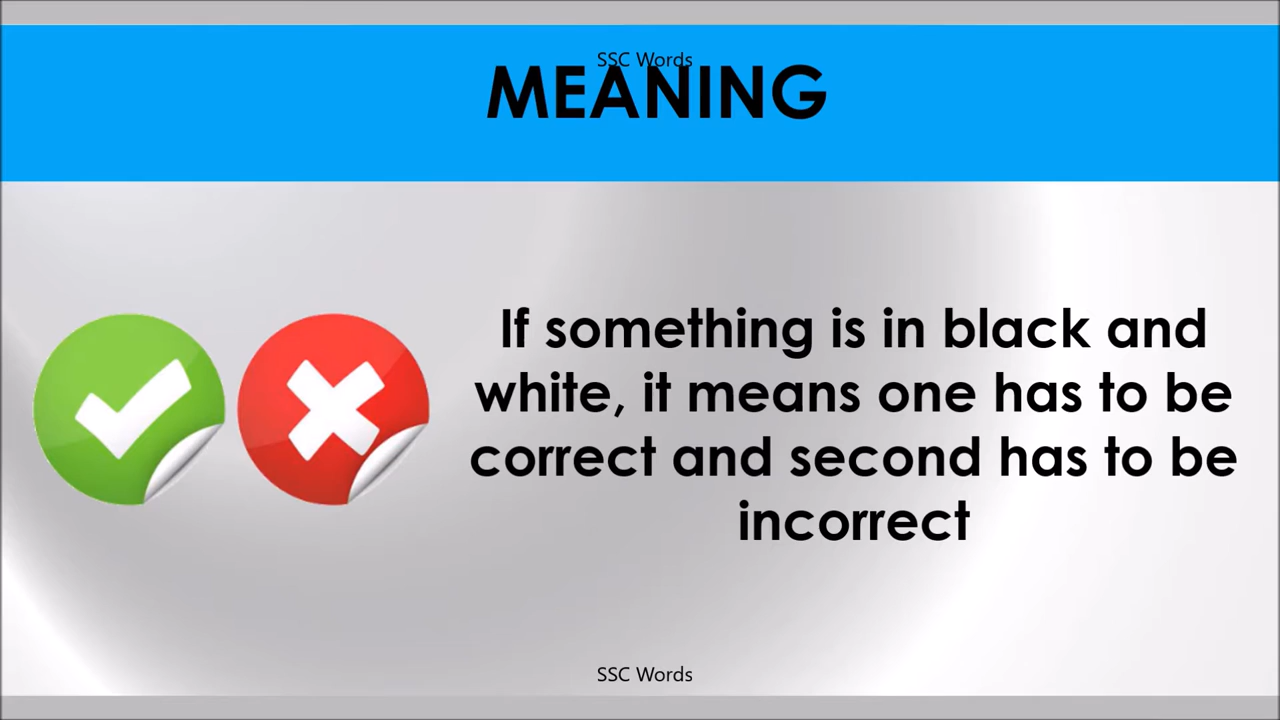 SSC Words
MEANING
If something is in black and
white, it means one has to be
correct and second has to be
incorrect
SSC Words